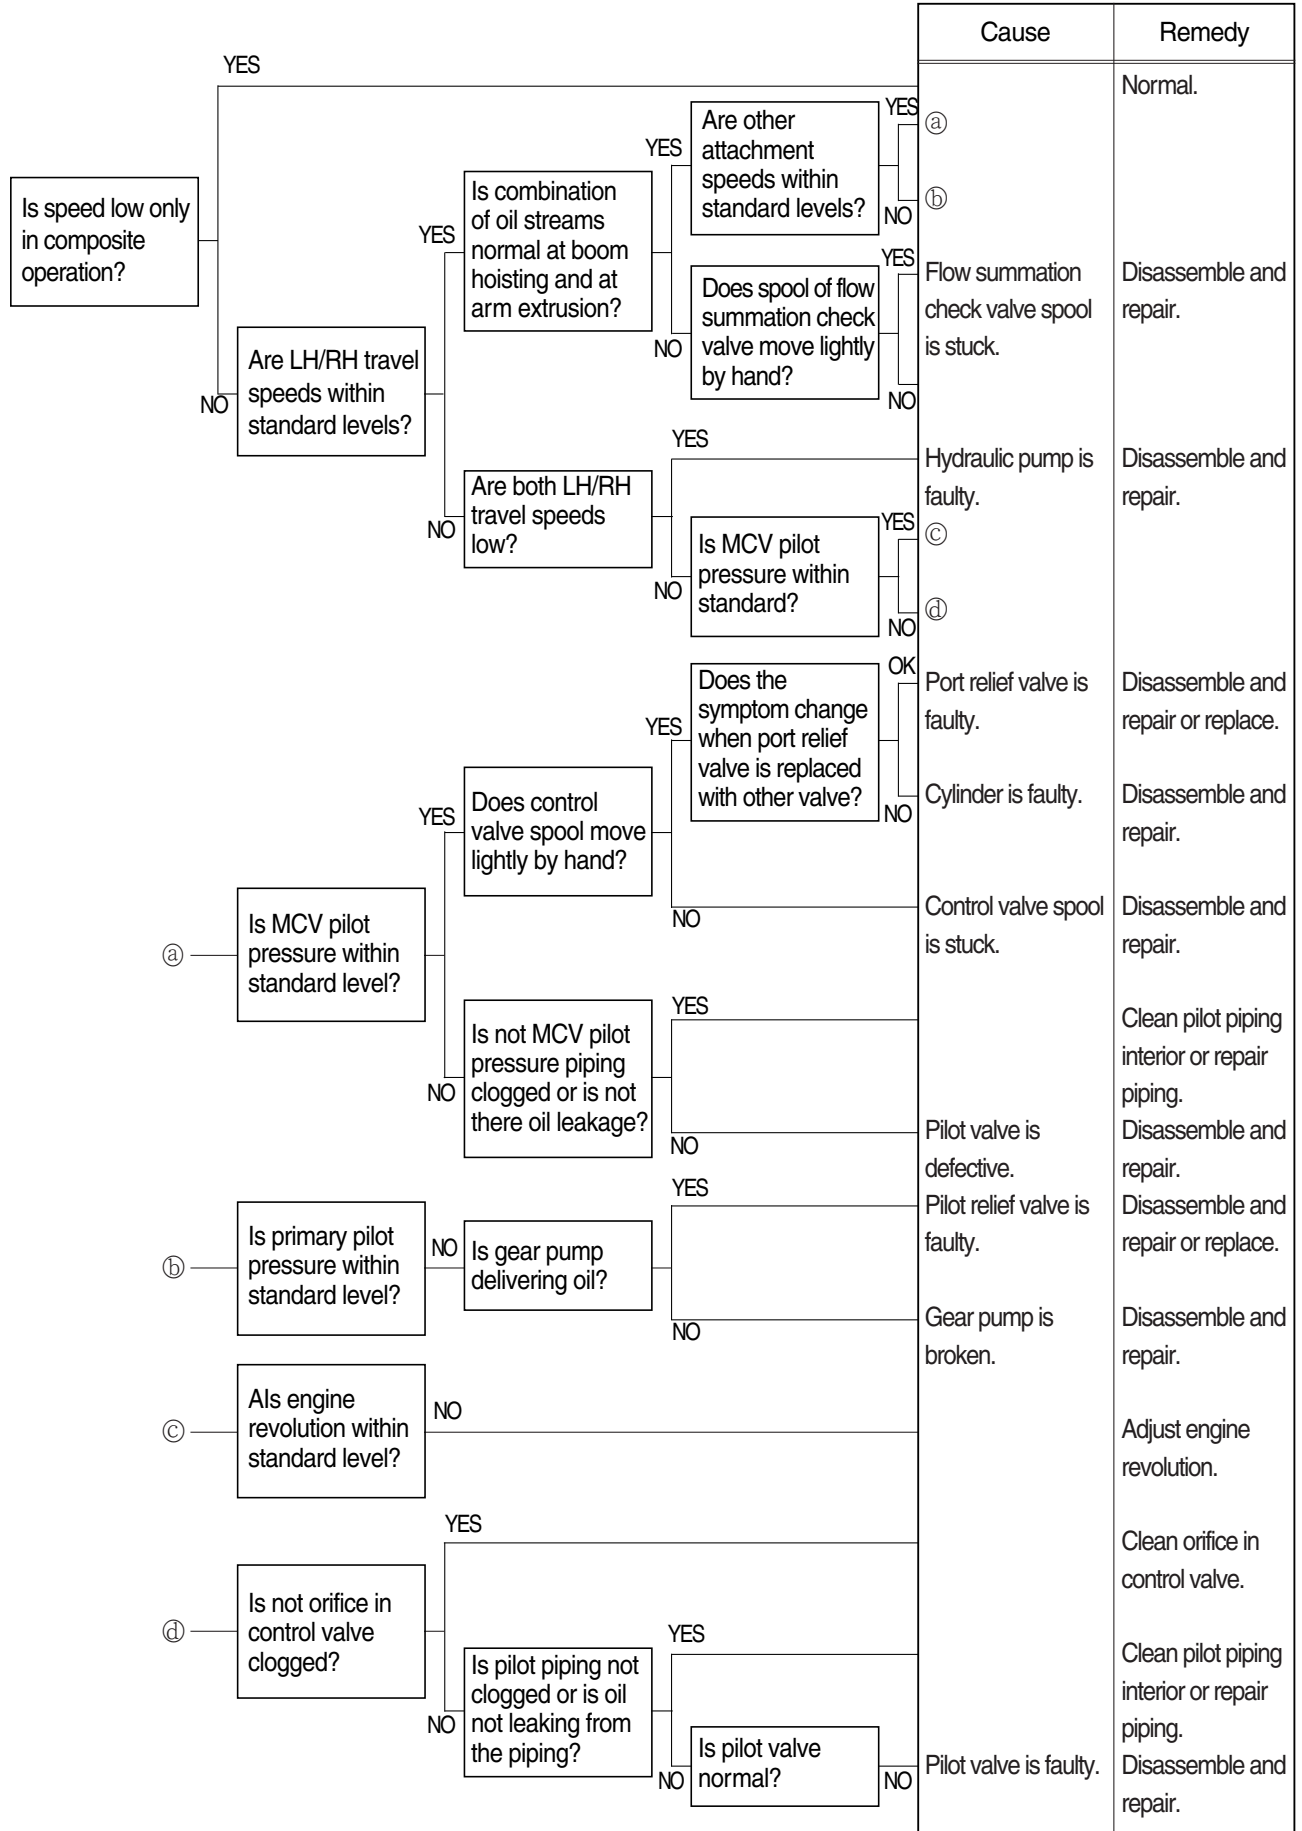 Cause
Remedy
YES
Normal.
Is speed low only
in composite
operation?
NO
Are LH/RH travel
speeds within
standard levels?
YES
Is combination
of oil streams
normal at boom
hoisting and at
arm extrusion?
YES
Are other
attachment
speeds within
standard levels?
YES
ⓐ
NO
ⓑ
NO
Does spool of flow
summation check
valve move lightly
by hand?
YES
NO
Flow summation
check valve spool
is stuck.
Disassemble and
repair.
NO
Are both LH/RH
travel speeds
low?
YES
Hydraulic pump is
faulty.
Disassemble and
repair.
NO
Is MCV pilot
pressure within
standard?
YES
ⓒ
NO
ⓓ
ⓐ
Is MCV pilot
pressure within
standard level?
YES
Does control
valve spool move
lightly by hand?
YES
Does the
symptom change
when port relief
valve is replaced
with other valve?
OK
Port relief valve is
faulty.
Disassemble and
repair or replace.
NO
Cylinder is faulty.
Disassemble and
repair.
NO
Control valve spool
is stuck.
Disassemble and
repair.
NO
Is not MCV pilot
pressure piping
clogged or is not
there oil leakage?
YES
Clean pilot piping
interior or repair
piping.
NO
Pilot valve is
defective.
Disassemble and
repair.
ⓑ
Is primary pilot
pressure within
standard level?
NO
Is gear pump
delivering oil?
YES
Pilot relief valve is
faulty.
Disassemble and
repair or replace.
NO
Gear pump is
broken.
Disassemble and
repair.
ⓒ
AIs engine
revolution within
standard level?
NO
Adjust engine
revolution.
ⓓ
Is not orifice in
control valve
clogged?
YES
Clean orifice in
control valve.
NO
Is pilot piping not
clogged or is oil
not leaking from
the piping?
YES
Clean pilot piping
interior or repair
piping.
NO
Is pilot valve
normal?
NO
Pilot valve is faulty.
Disassemble and
repair.